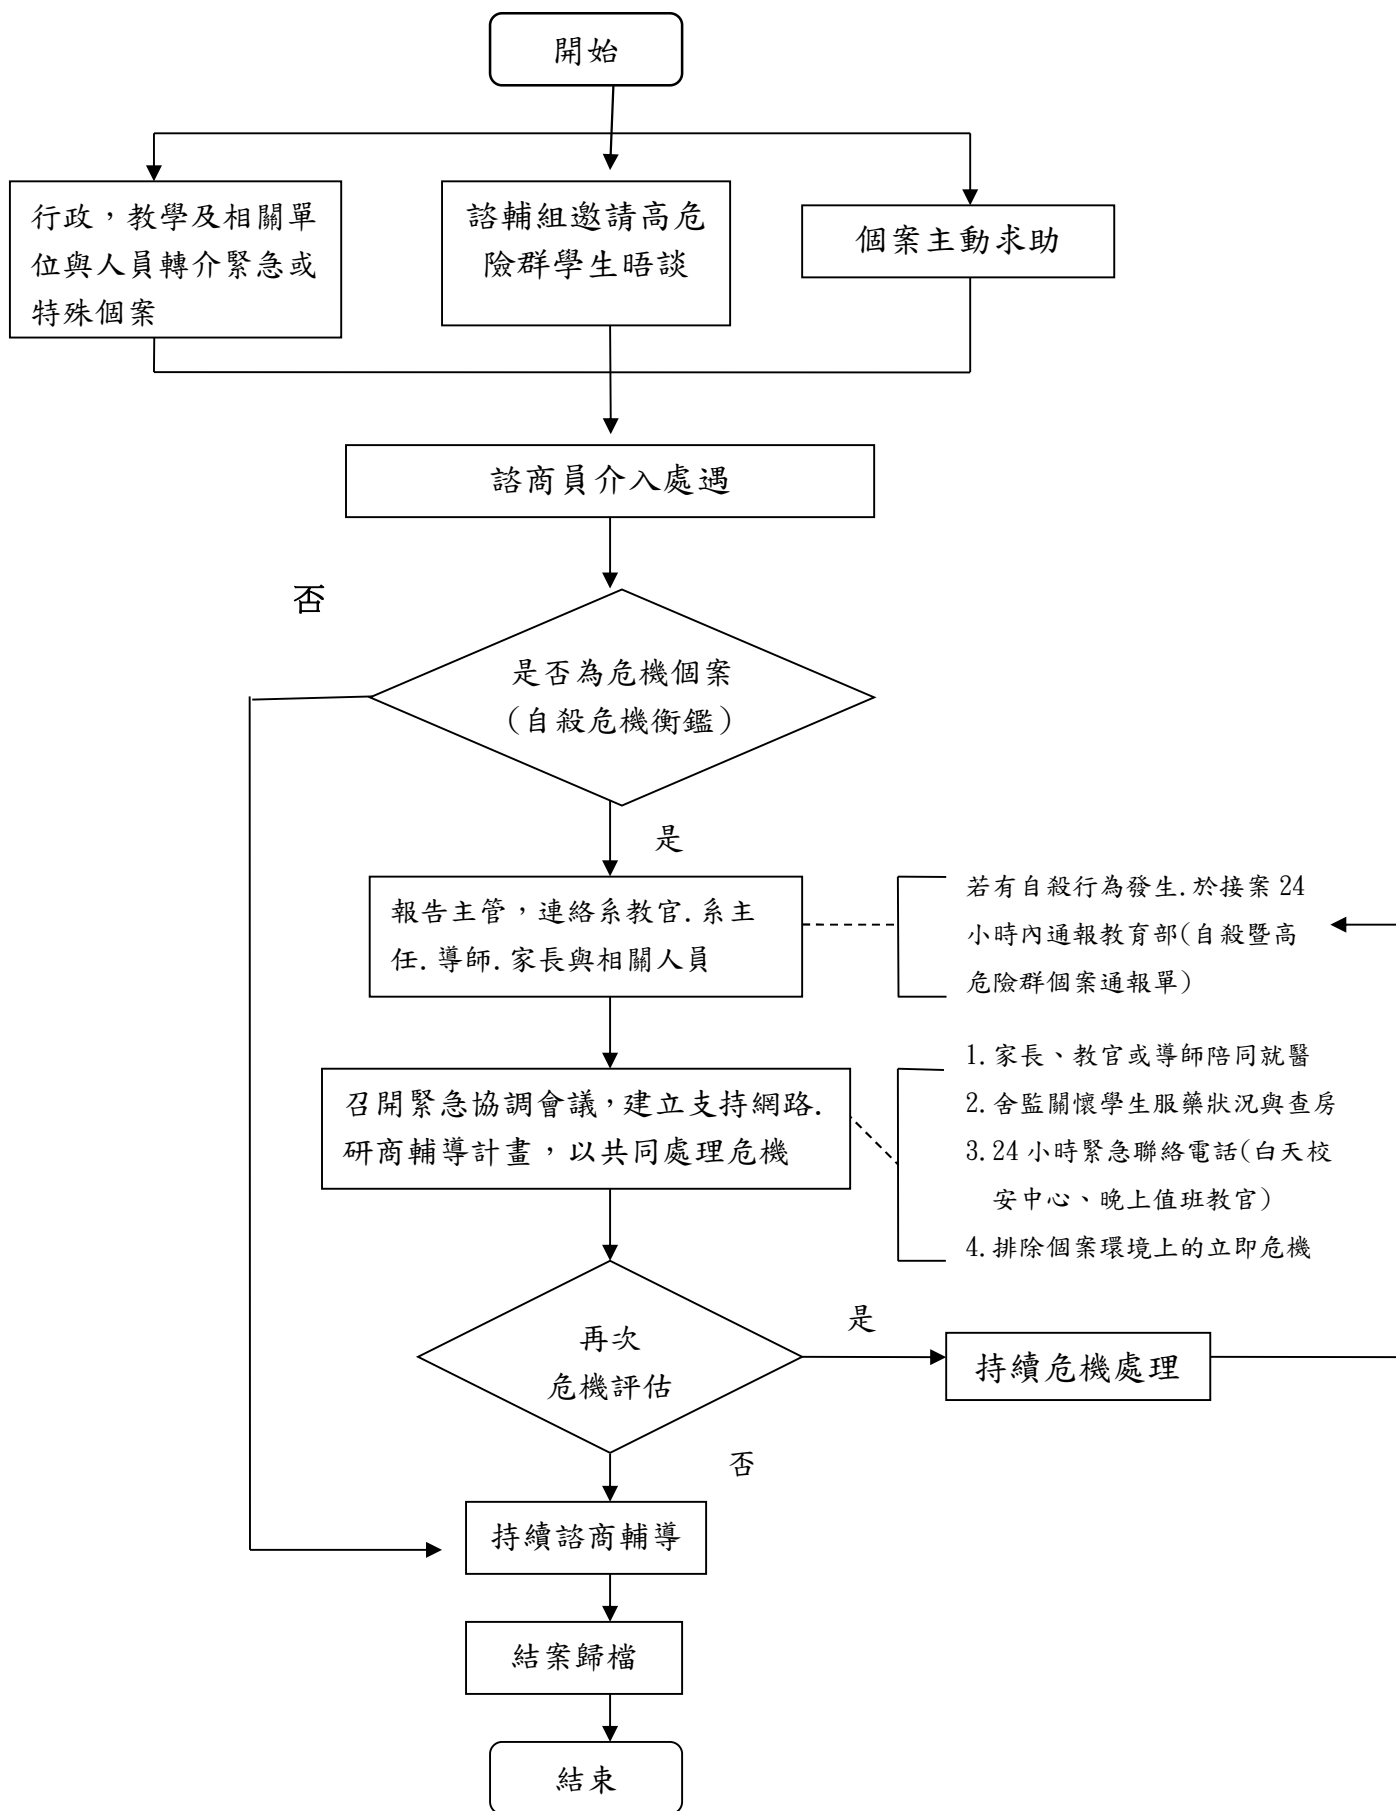 開始
行政，教學及相關單
位與人員轉介緊急或
特殊個案
諮輔組邀請高危
險群學生晤談
個案主動求助
諮商員介入處遇
否
是否為危機個案
(自殺危機衡鑑)
是
報告主管，連絡系教官.系主
任.導師.家長與相關人員
若有自殺行為發生.於接案 24
小時內通報教育部(自殺暨高
危險群個案通報單)
召開緊急協調會議，建立支持網路.
研商輔導計畫，以共同處理危機
1.家長、教官或導師陪同就醫
2.舍監關懷學生服藥狀況與查房
3.24 小時緊急聯絡電話(白天校
安中心、晚上值班教官)
4.排除個案環境上的立即危機
再次
危機評估
是
持續危機處理
否
持續諮商輔導
結案歸檔
結束